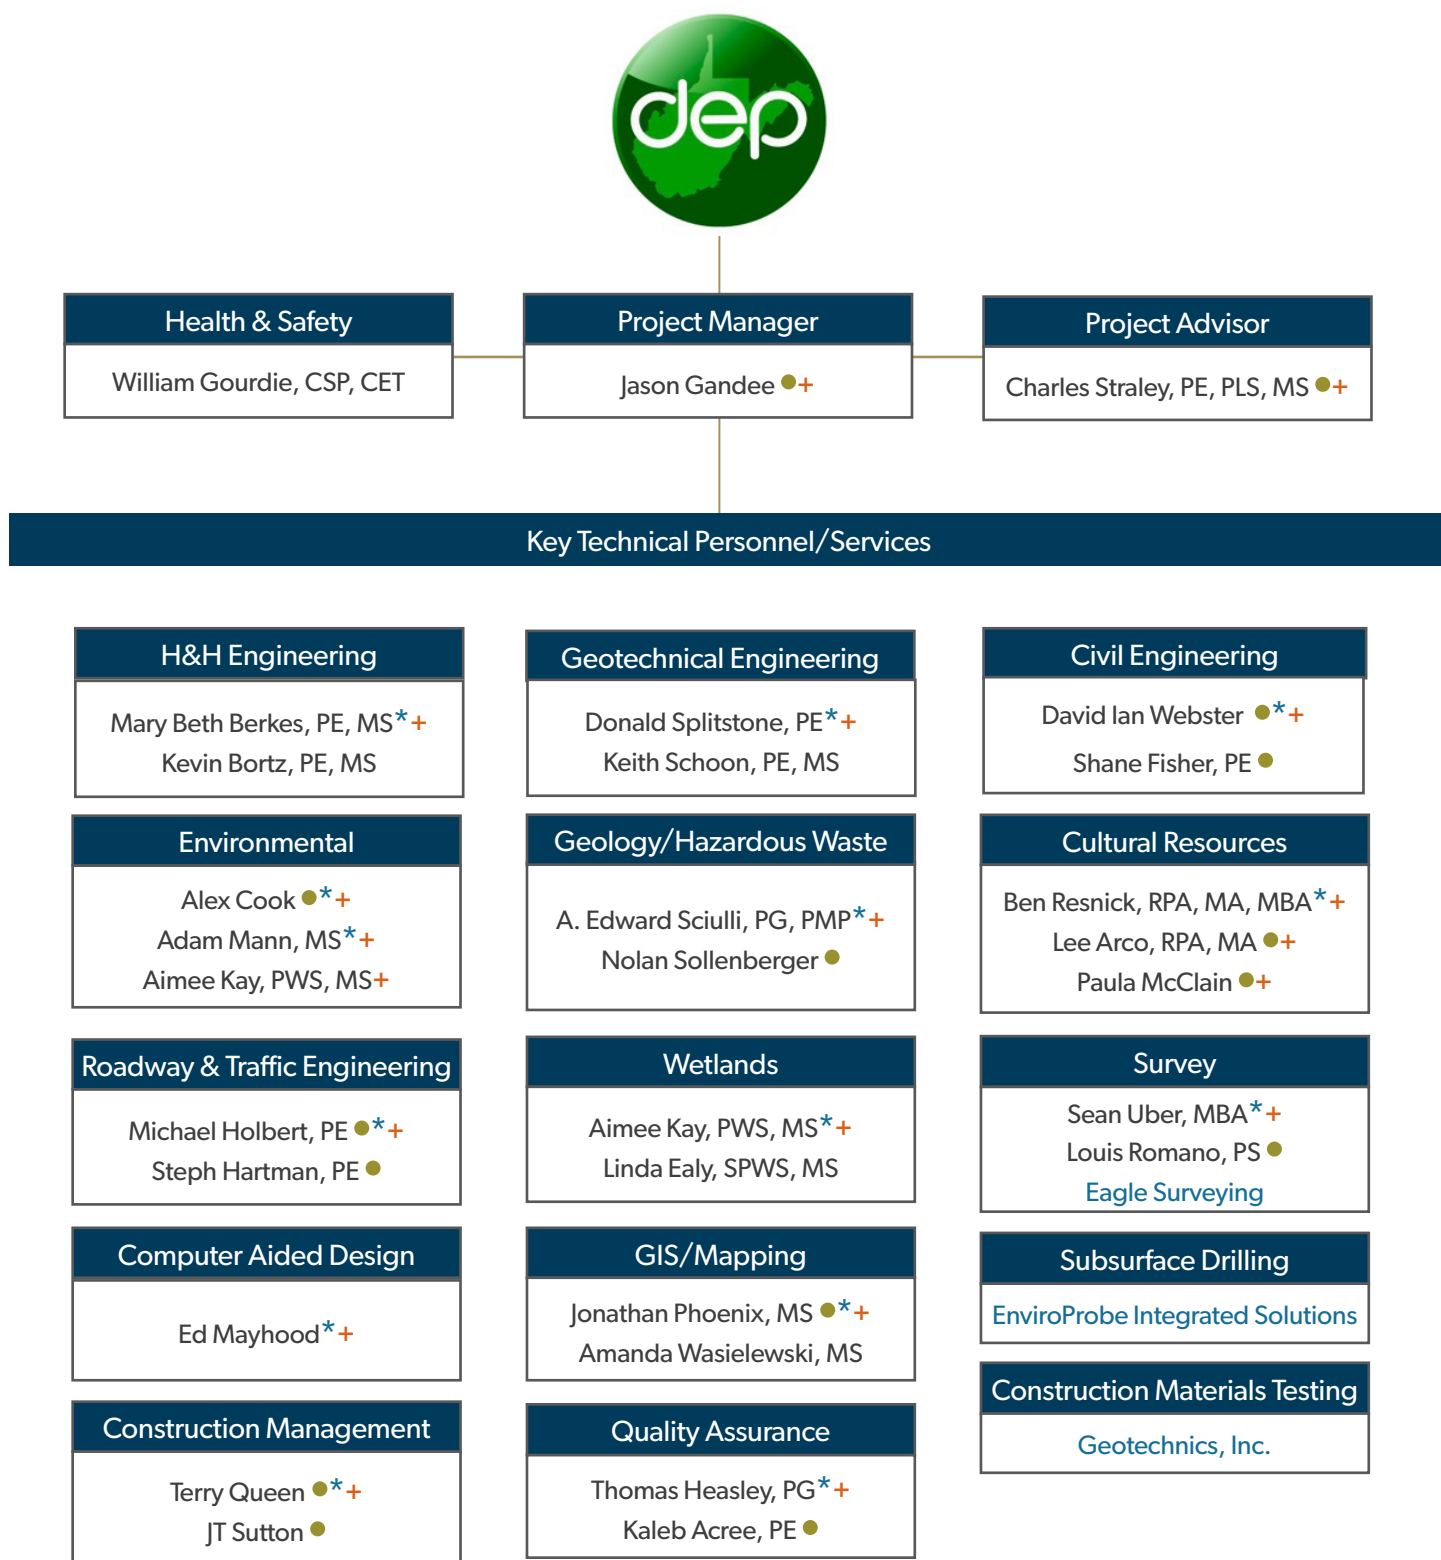 dep
Health & Safety
William Gourdie, CSP, CET
Project Manager
Jason Gandee ●+
Project Advisor
Charles Straley, PE, PLS, MS ●+
Key Technical Personnel/Services
H&H Engineering
Mary Beth Berkes, PE, MS*+
Kevin Bortz, PE, MS
Geotechnical Engineering
Donald Splitstone, PE*+
Keith Schoon, PE, MS
Civil Engineering
David Ian Webster ●*+
Shane Fisher, PE ●
Environmental
Alex Cook ●*+
Adam Mann, MS*+
Aimee Kay, PWS, MS+
Geology/Hazardous Waste
A. Edward Sciulli, PG, PMP*+
Nolan Sollenberger ●
Cultural Resources
Ben Resnick, RPA, MA, MBA*+
Lee Arco, RPA, MA ●+
Paula McClain ●+
Roadway & Traffic Engineering
Michael Holbert, PE ●*+
Steph Hartman, PE ●
Wetlands
Aimee Kay, PWS, MS*+
Linda Ealy, SPWS, MS
Survey
Sean Uber, MBA*+
Louis Romano, PS ●
Eagle Surveying
Computer Aided Design
Ed Mayhood*+
GIS/Mapping
Jonathan Phoenix, MS ●*+
Amanda Wasielewski, MS
Subsurface Drilling
EnviroProbe Integrated Solutions
Construction Materials Testing
Geotechnics, Inc.
Construction Management
Terry Queen ●*+
JT Sutton ●
Quality Assurance
Thomas Heasley, PG*+
Kaleb Acree, PE ●